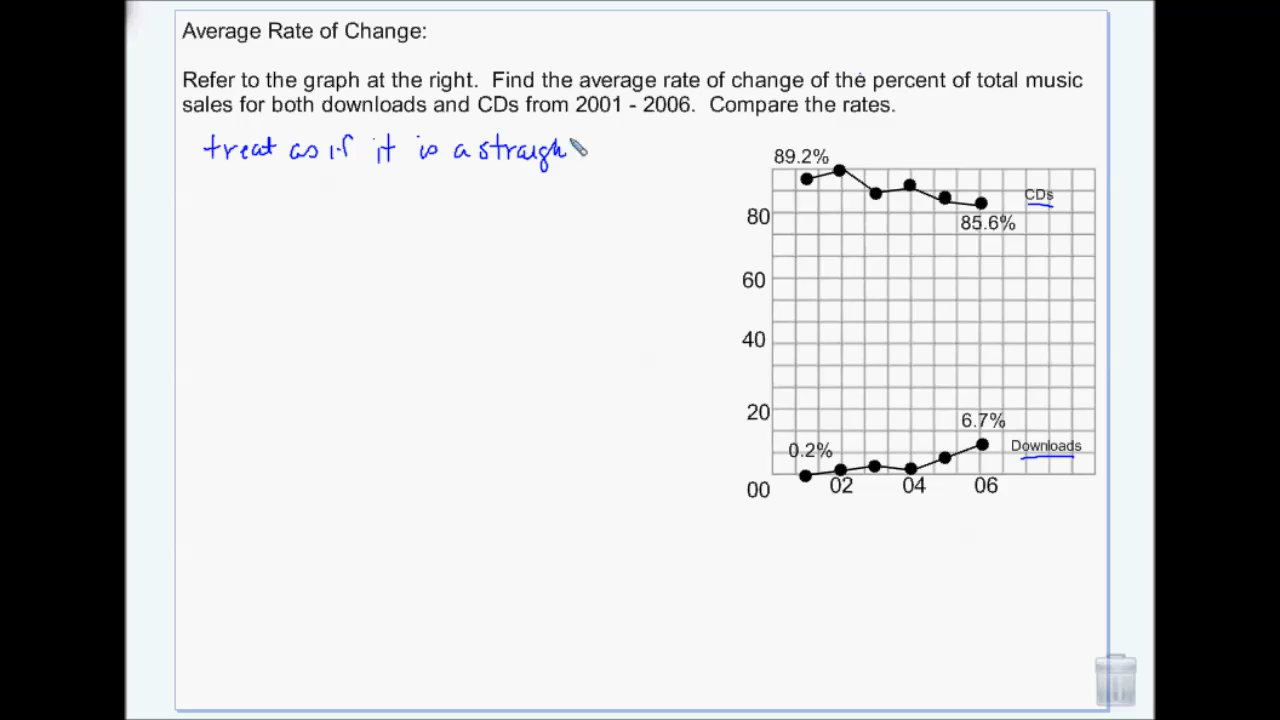 Average Rate of Change:
Refer to the graph at the right. Find the average rate of change of the percent of total music
sales for both downloads and CDs from 2001 - 2006. Compare the rates.
treat as if it is a straigh
89.2%
CDs
80
85.6%
60
40
20
6.7%
0.2%
Downloads
00
02
04
06